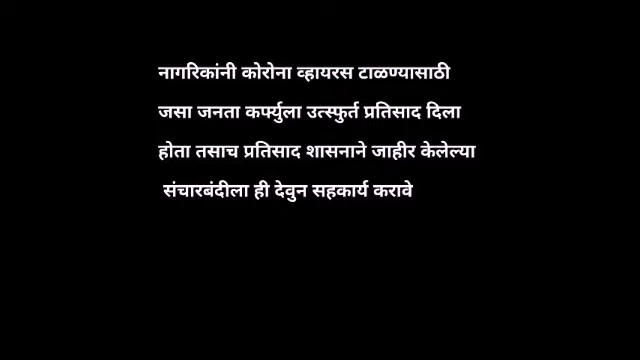 नागरिकांनी कोरोना व्हायरस टाळण्यासाठी
जसा जनता कर्फ्युला उत्स्फुर्त प्रतिसाद दिला
होता तसाच प्रतिसाद शासनाने जाहीर केलेल्या
संचारबंदीला ही देवुन सहकार्य करावे